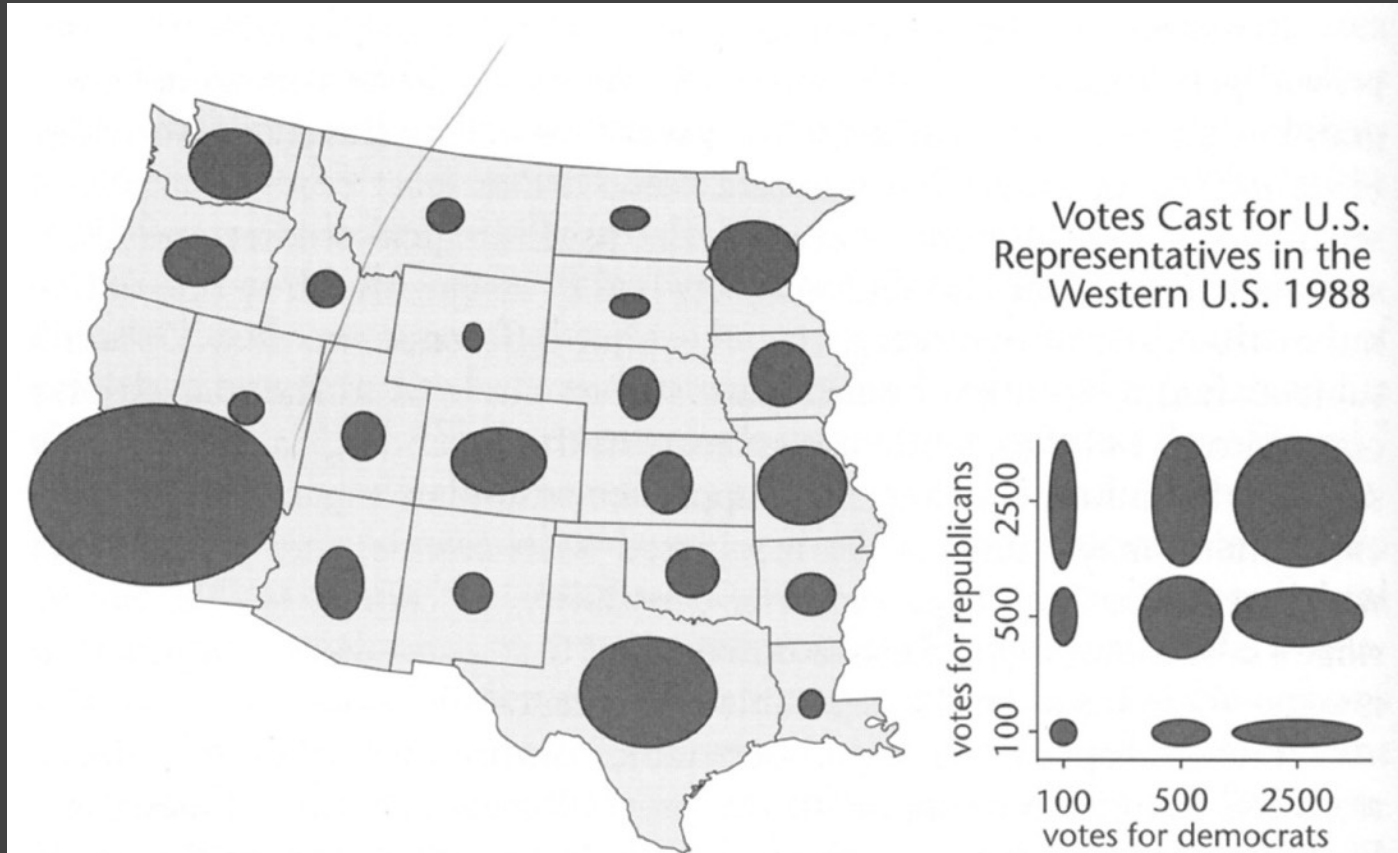 Votes Cast for U.S.
Representatives in the
Western U.S. 1988
votes for republicans
2500
500
100
100 500 2500
votes for democrats